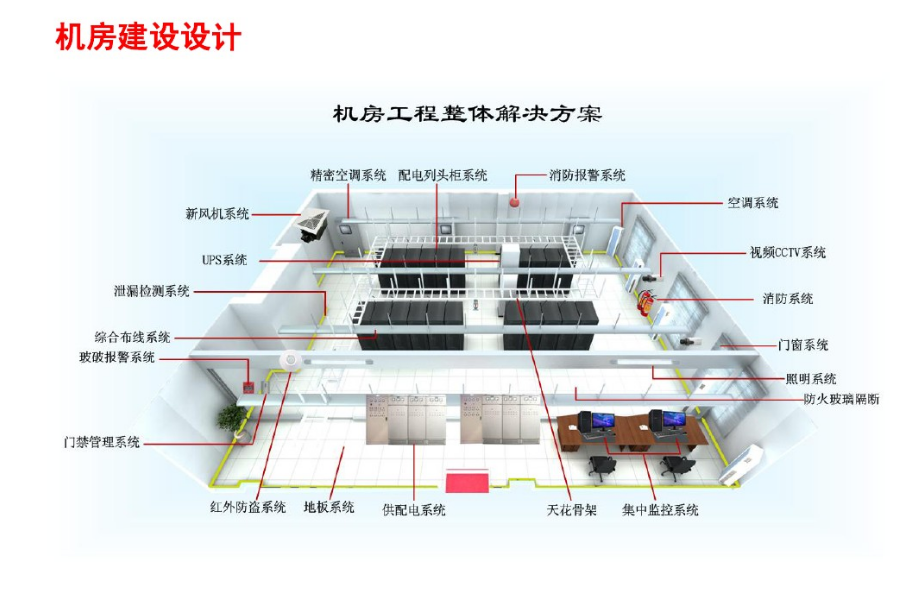 机房建设设计
机房工程整体解决方案
精密空调系统
配电列头柜系统
消防报警系统
空调系统
新风机系统
视频CCTV系统
UPS系统
泄漏检测系统
消防系统
综合布线系统
门窗系统
玻破报警系统
照明系统
防火玻璃隔断
门禁管理系统
红外防盗系统
地板系统
供配电系统
天花骨架
集中监控系统